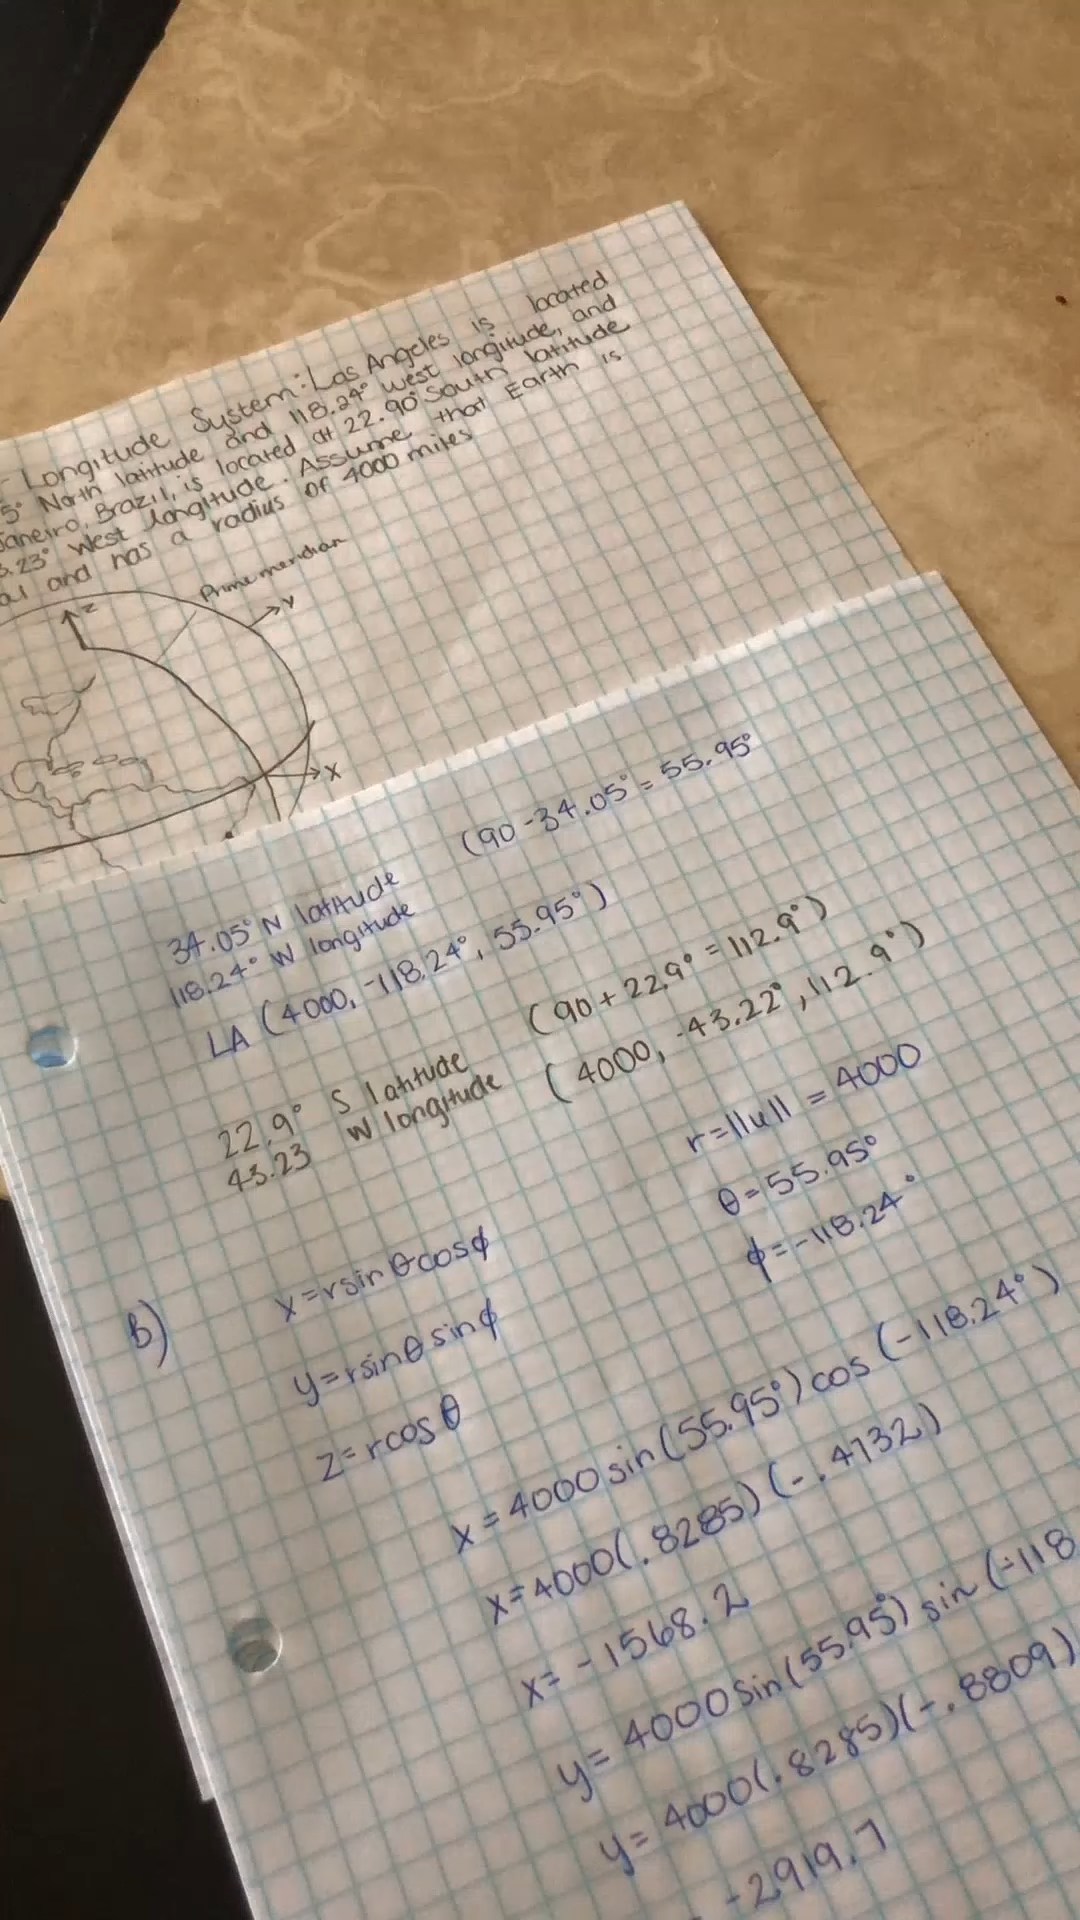 - Longitude System: Los Angeles is located
5° North latitude and 118.24° west longitude, and
Janeiro, Brazil, is located at 22.90° South latitude
3.23° West longitude. Assume that Earth is
al and has a radius of 4000 miles
Prime meridian
z
Y
X
34.05° N latitude (90 - 34.05° = 55.95°
118.24° W longitude
LA (4000, -118.24°, 55.95°)
22.9° S latitude (90 + 22.9° = 112.9°)
43.23 W longitude (4000, -43.22°, 112.9°)
r = ||u|| = 4000
θ = 55.95°
ϕ = -118.24°
B) x = r sin θ cos ϕ
y = r sin θ sin ϕ
z = r cos θ
x = 4000 sin (55.95°) cos (-118.24°)
x = 4000 (.8285) (-.4732)
x = - 1568.2
y = 4000 sin (55.95°) sin (-118
y = 4000 (.8285) (-.8809)
-2919.7